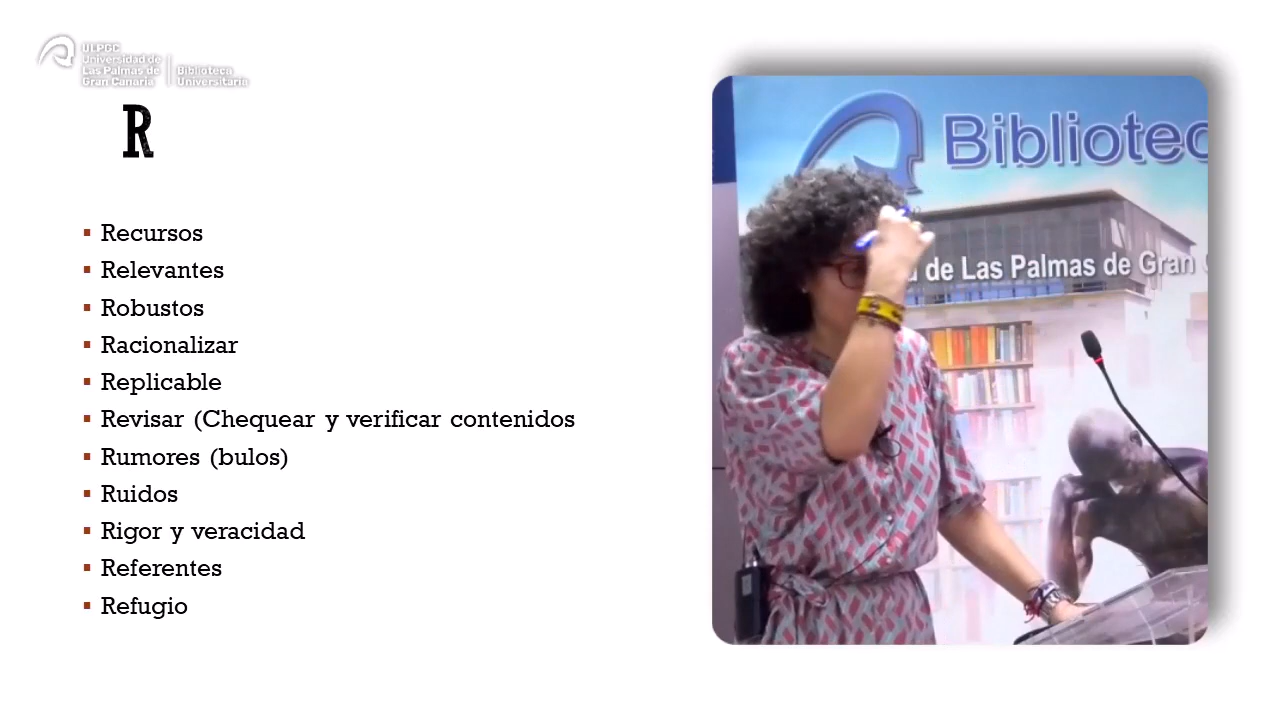 ULPGC
Universidad de
Las Palmas de
Gran Canaria
Biblioteca
Universitaria
R
Recursos
Relevantes
Robustos
Racionalizar
Replicable
Revisar (Chequear y verificar contenidos
Rumores (bulos)
Ruidos
Rigor y veracidad
Referentes
Refugio
Bibliotec
de Las Palmas de Gran